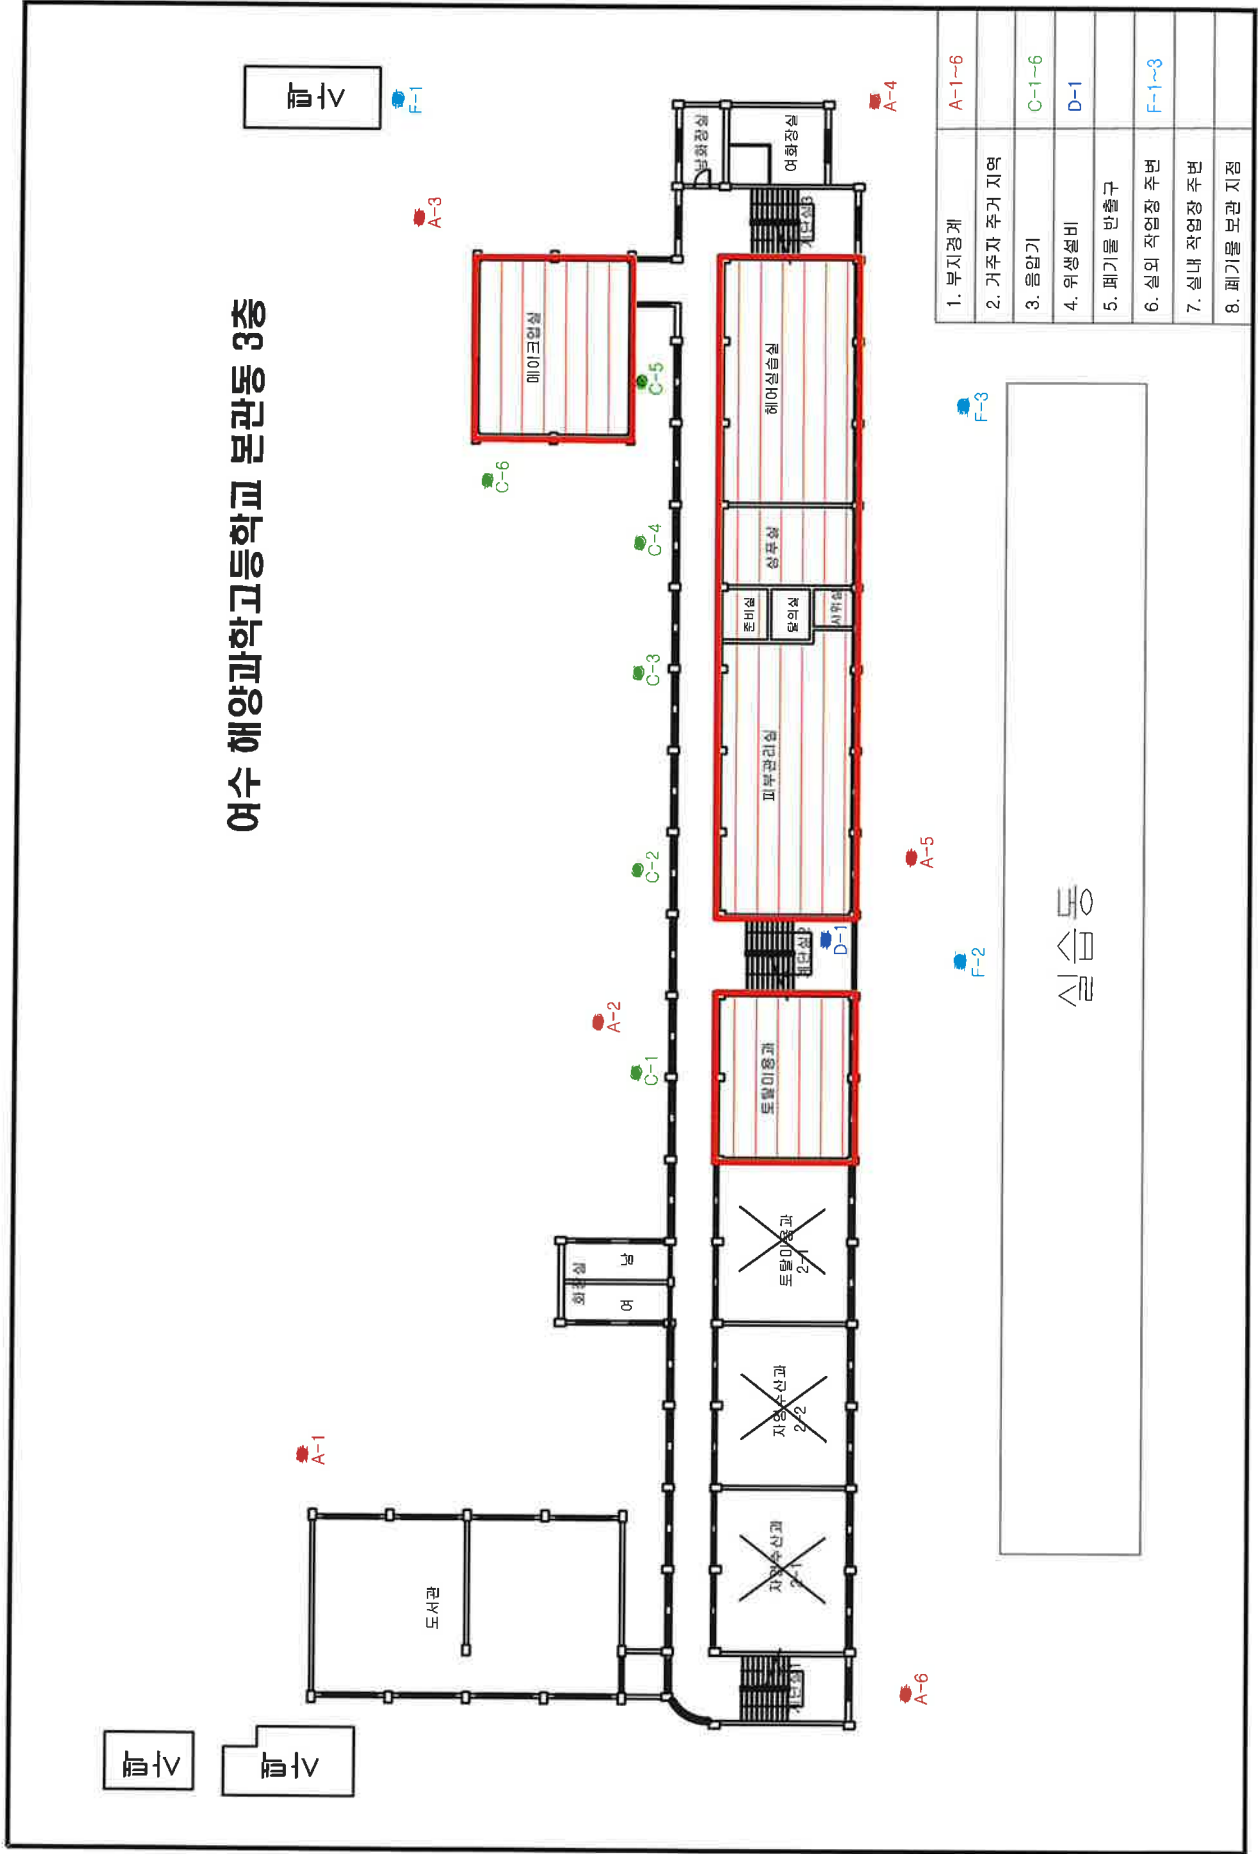 여수 해양과학고등학교 본관동 3층
F-1
A-1
A-3
도서관
메이크업실
C-6
화장실
여
남
A-2
C-1
C-2
C-3
C-4
C-5
남화장실
여화장실
자영수산과
2-1
자영수산과
2-2
토탈미용과
2-1
토탈미용과
피부관리실
준비실
탈의실
샤워실
샴푸실
헤어실습실
계단실1
계단실2
계단실3
D-1
A-4
A-6
A-5
F-2
F-3
실습동
1. 부지경계 A-1~6
2. 거주자 주거 지역
3. 음압기 C-1~6
4. 위생설비 D-1
5. 폐기물 반출구
6. 실외 작업장 주변 F-1~3
7. 실내 작업장 주변
8. 폐기물 보관 지점